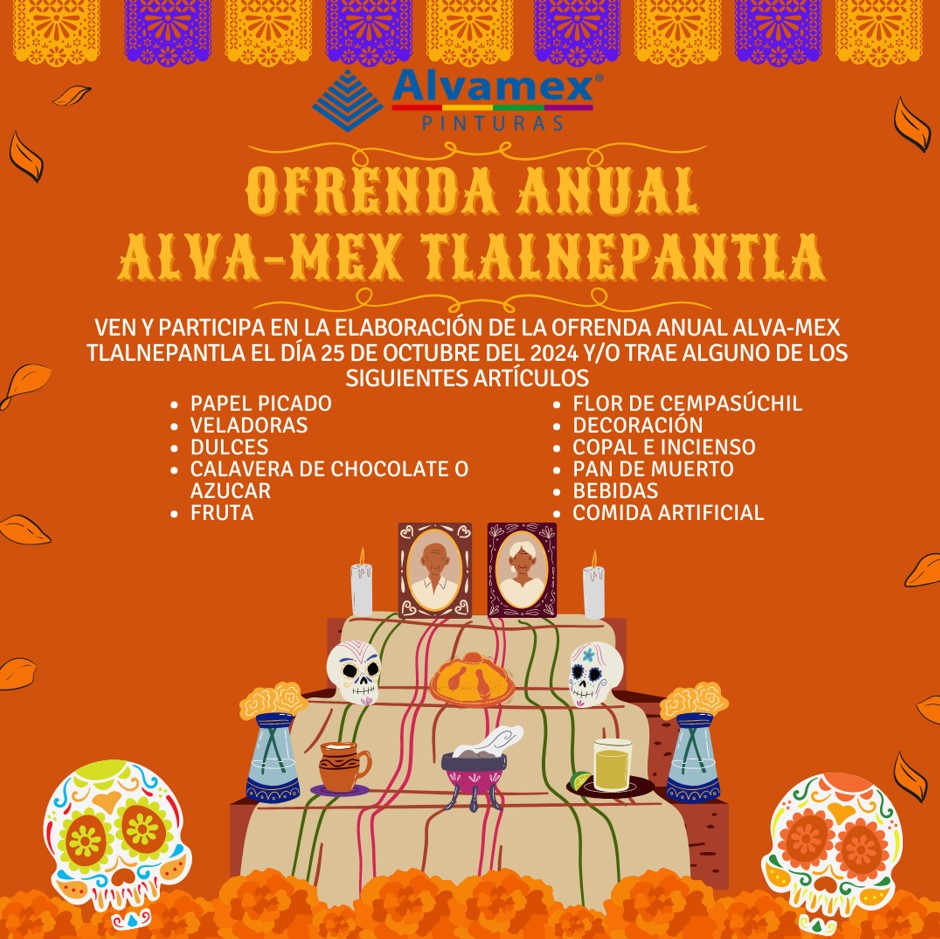 Alvamex®
PINTURAS
OFRENDA ANUAL
ALVA-MEX TLALNEPANTLA
VEN Y PARTICIPA EN LA ELABORACIÓN DE LA OFRENDA ANUAL ALVA-MEX
TLALNEPANTLA EL DÍA 25 DE OCTUBRE DEL 2024 Y/O TRAE ALGUNO DE LOS
SIGUIENTES ARTÍCULOS
• PAPEL PICADO
• VELADORAS
• DULCES
• CALAVERA DE CHOCOLATE O
AZUCAR
• FRUTA
• FLOR DE CEMPASÚCHIL
• DECORACIÓN
• COPAL E INCIENSO
• PAN DE MUERTO
• BEBIDAS
• COMIDA ARTIFICIAL